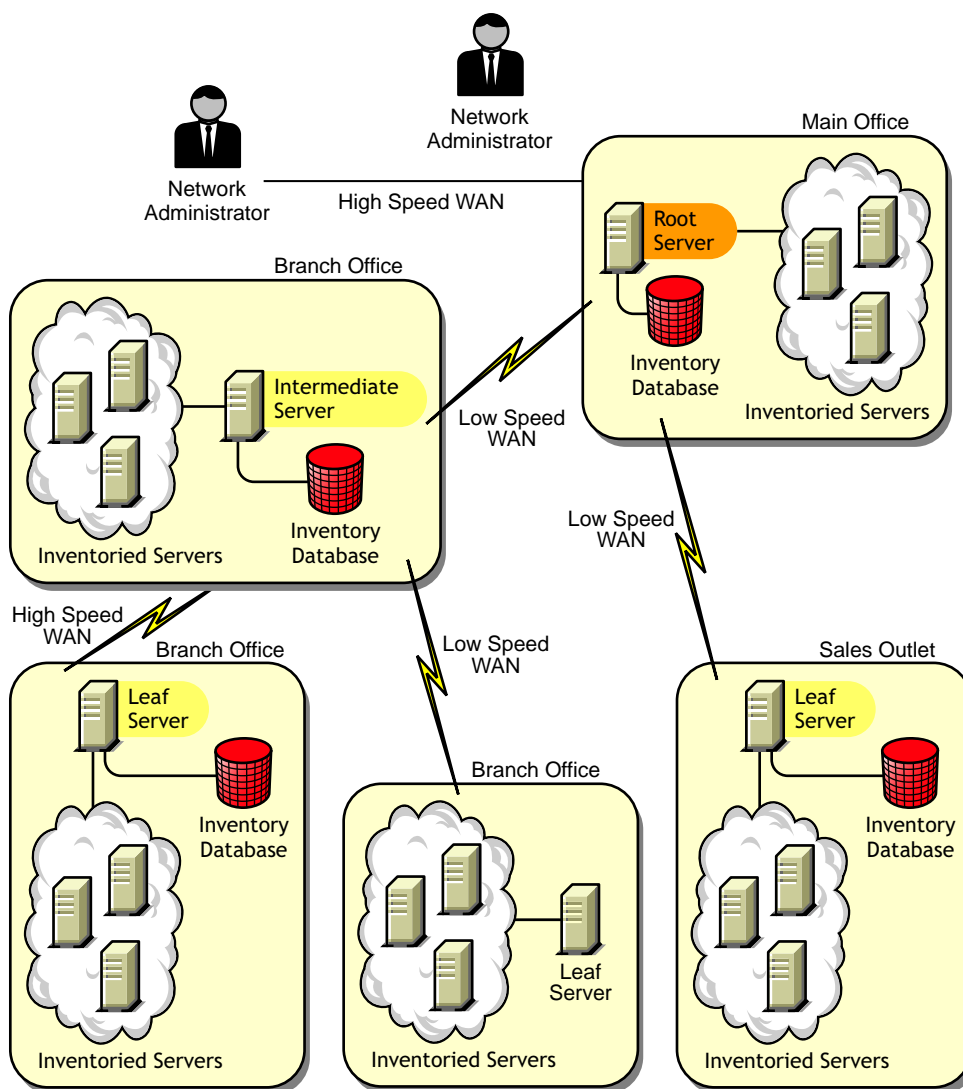 Network
Administrator
Network
Administrator
High Speed WAN
Main Office
Root
Server
Inventory
Database
Inventoried Servers
Branch Office
Intermediate
Server
Inventory
Database
Inventoried Servers
Low Speed
WAN
Low Speed
WAN
High Speed
WAN
Low Speed
WAN
Branch Office
Leaf
Server
Inventory
Database
Inventoried Servers
Branch Office
Leaf
Server
Inventoried Servers
Sales Outlet
Leaf
Server
Inventory
Database
Inventoried Servers